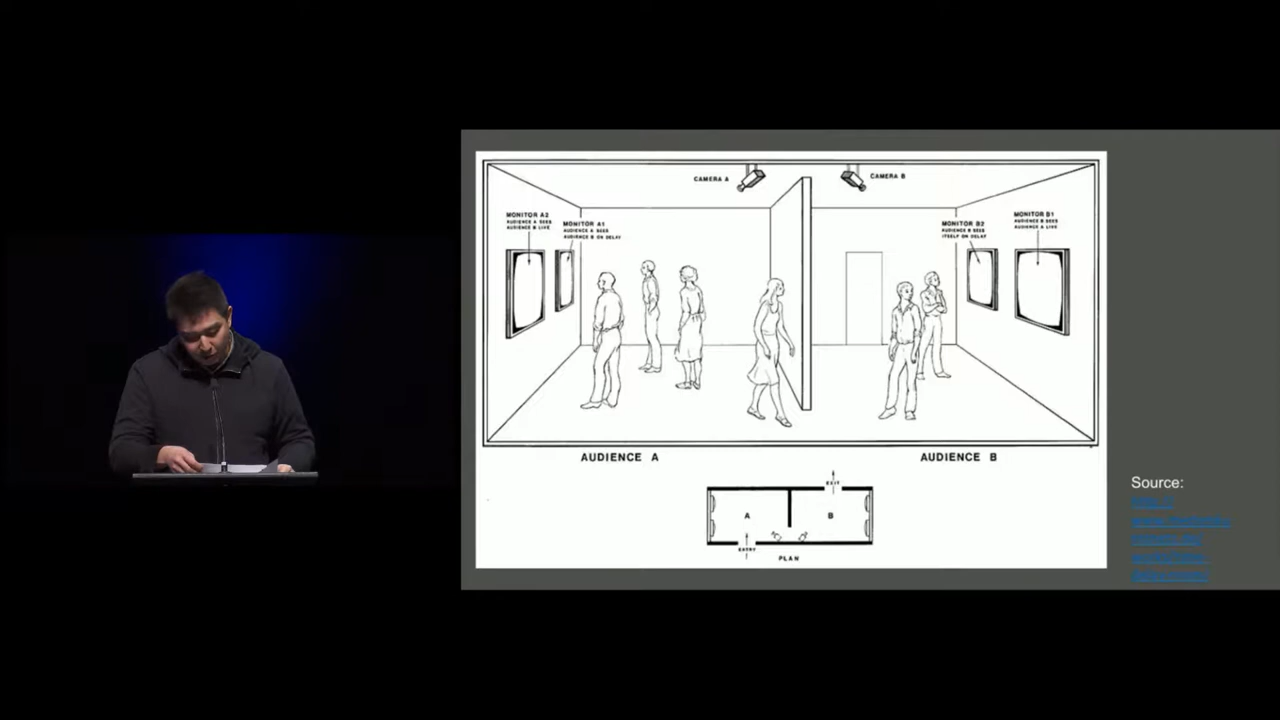 CAMERA A
CAMERA B
MONITOR A2
AUDIENCE A SEES
AUDIENCE B LIVE
MONITOR A1
AUDIENCE A SEES
AUDIENCE B ON DELAY
MONITOR B2
AUDIENCE B SEES
ITSELF ON DELAY
MONITOR B1
AUDIENCE B SEES
AUDIENCE A LIVE
AUDIENCE A
AUDIENCE B
EXIT
A
B
ENTRY
PLAN
Source: